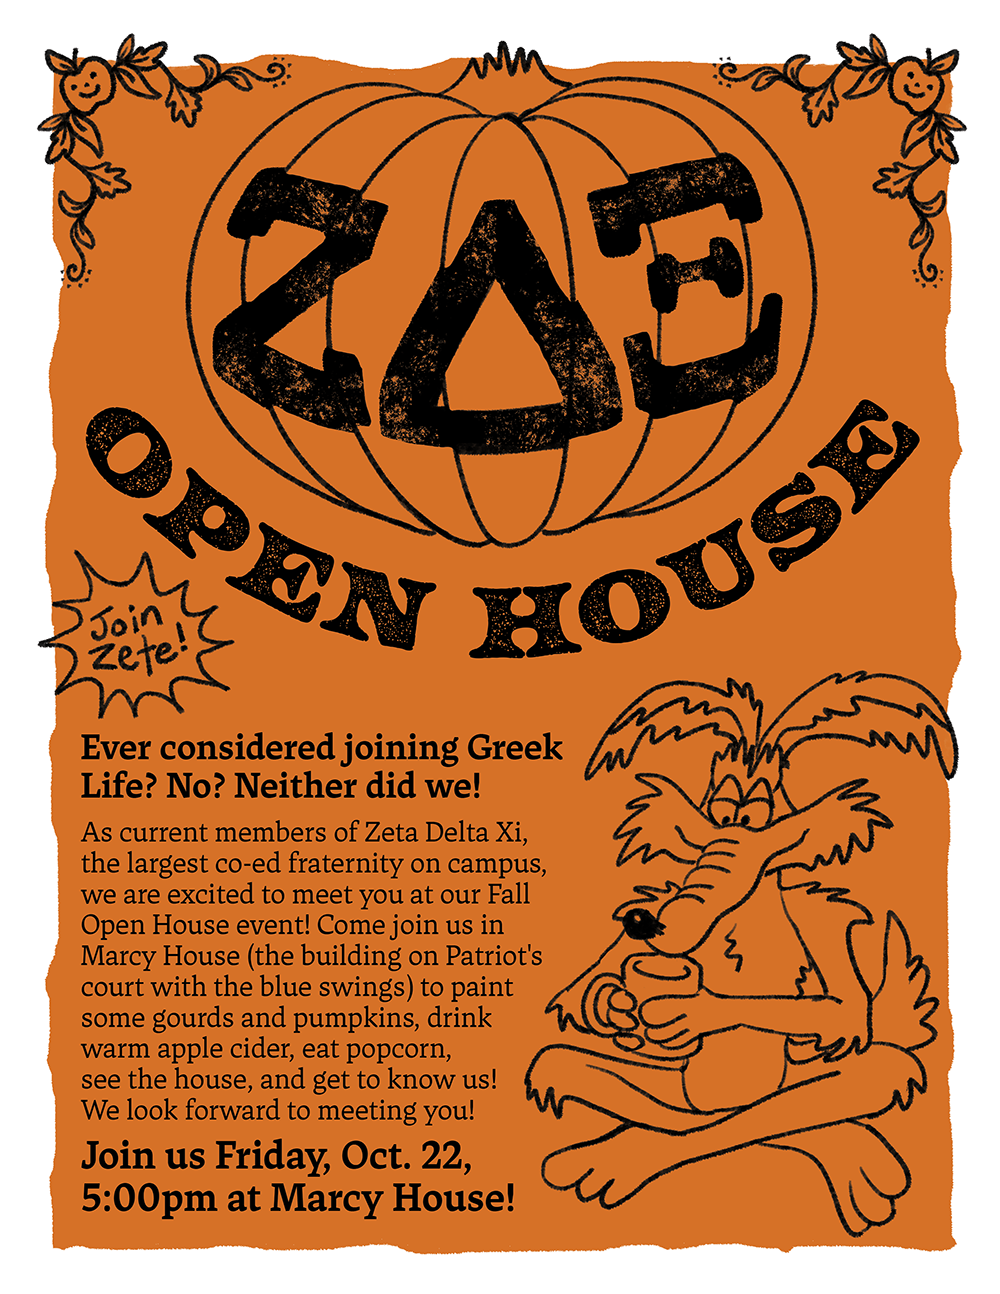 ΖΔΞ
OPEN HOUSE
Join
Zete!
Ever considered joining Greek
Life? No? Neither did we!
As current members of Zeta Delta Xi,
the largest co-ed fraternity on campus,
we are excited to meet you at our Fall
Open House event! Come join us in
Marcy House (the building on Patriot's
court with the blue swings) to paint
some gourds and pumpkins, drink
warm apple cider, eat popcorn,
see the house, and get to know us!
We look forward to meeting you!
Join us Friday, Oct. 22,
5:00pm at Marcy House!